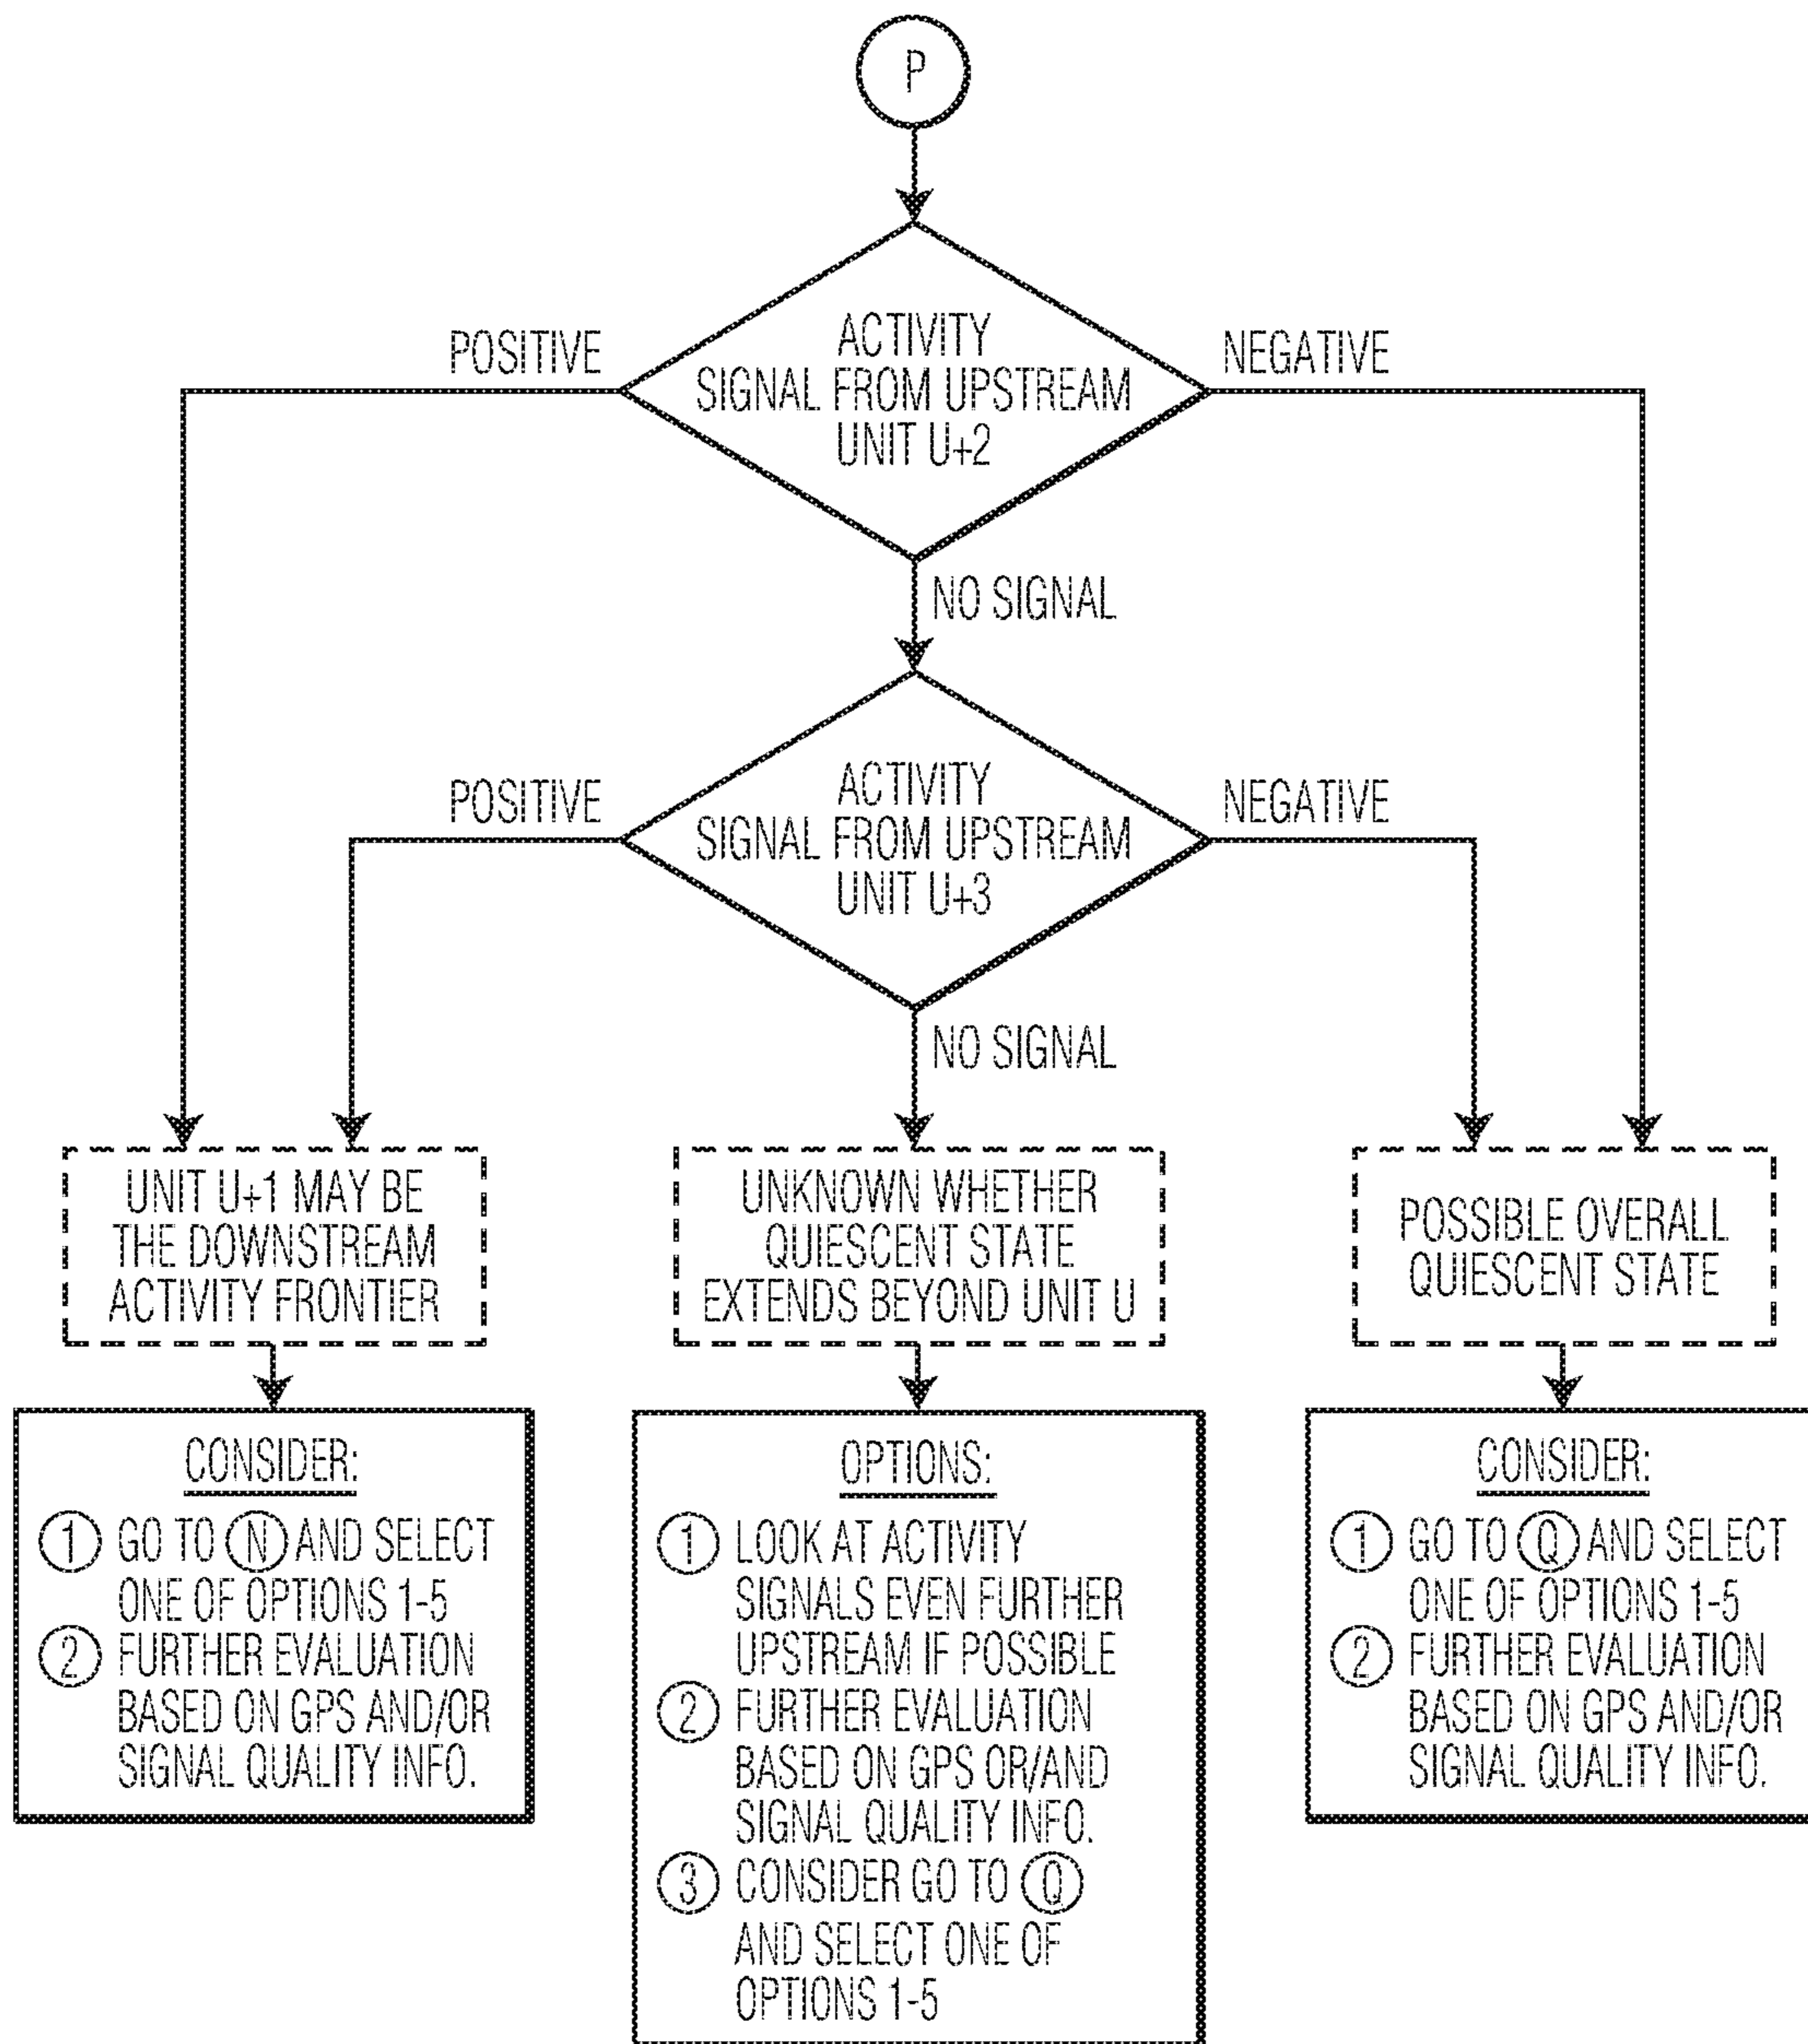 P
ACTIVITY
SIGNAL FROM UPSTREAM
UNIT U+2
POSITIVE
NEGATIVE
NO SIGNAL
ACTIVITY
SIGNAL FROM UPSTREAM
UNIT U+3
POSITIVE
NEGATIVE
NO SIGNAL
UNIT U+1 MAY BE
THE DOWNSTREAM
ACTIVITY FRONTIER
UNKNOWN WHETHER
QUIESCENT STATE
EXTENDS BEYOND UNIT U
POSSIBLE OVERALL
QUIESCENT STATE
CONSIDER:
1 GO TO N AND SELECT
ONE OF OPTIONS 1-5
2 FURTHER EVALUATION
BASED ON GPS AND/OR
SIGNAL QUALITY INFO.
OPTIONS:
1 LOOK AT ACTIVITY
SIGNALS EVEN FURTHER
UPSTREAM IF POSSIBLE
2 FURTHER EVALUATION
BASED ON GPS OR/AND
SIGNAL QUALITY INFO.
3 CONSIDER GO TO Q
AND SELECT ONE OF
OPTIONS 1-5
CONSIDER:
1 GO TO Q AND SELECT
ONE OF OPTIONS 1-5
2 FURTHER EVALUATION
BASED ON GPS AND/OR
SIGNAL QUALITY INFO.